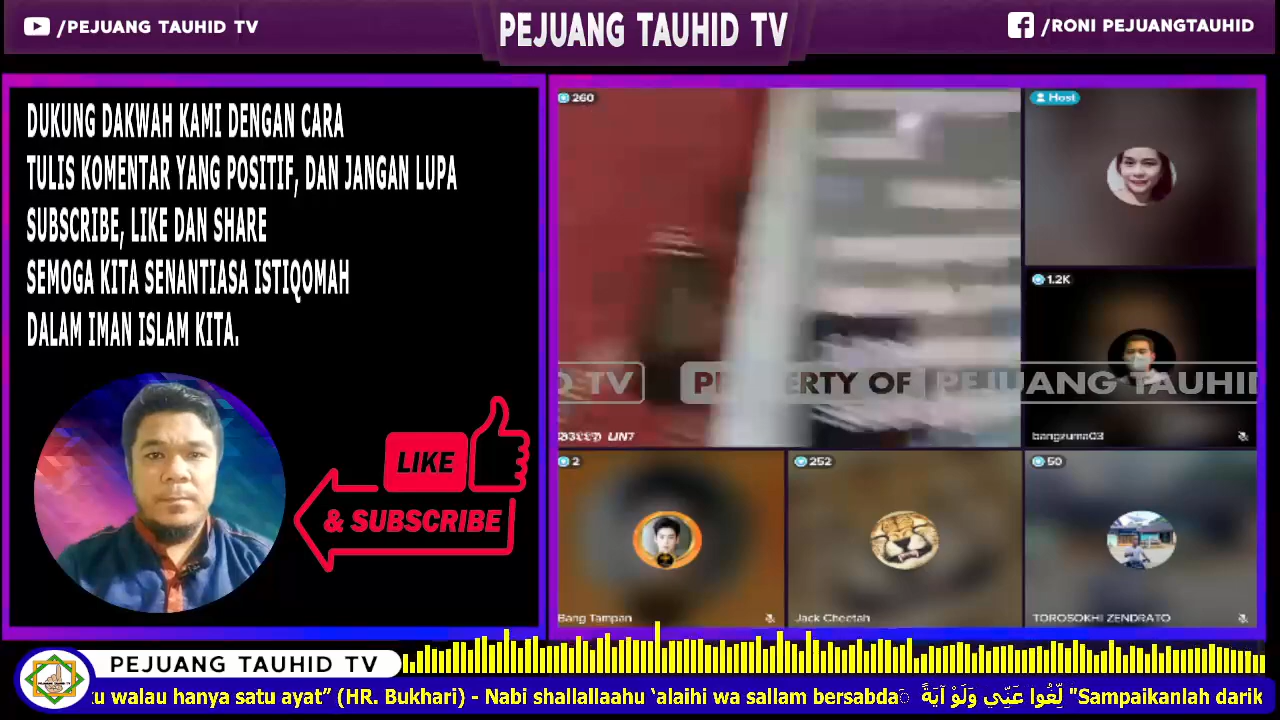 /PEJUANG TAUHID TV
PEJUANG TAUHID TV
/RONI PEJUANGTAUHID
DUKUNG DAKWAH KAMI DENGAN CARA
TULIS KOMENTAR YANG POSITIF, DAN JANGAN LUPA
SUBSCRIBE, LIKE DAN SHARE
SEMOGA KITA SENANTIASA ISTIQOMAH
DALAM IMAN ISLAM KITA.
LIKE
& SUBSCRIBE
260
Host
1.2K
D TV PROPERTY OF PEJUANG TAUHID
bangzuma03
2
252
50
Bang Tampan
Jack Cheetah
TOROSOKHI ZENDRATO
PEJUANG TAUHID TV
ku walau hanya satu ayat” (HR. Bukhari) - Nabi shallallaahu ‘alaihi wa sallam bersabda لِّغُوا عَنِّي وَلَوْ آيَةً "Sampaikanlah darik